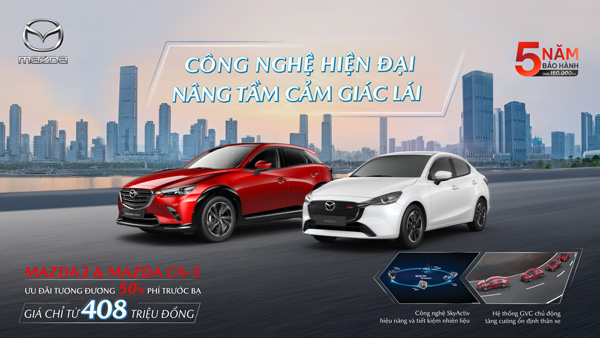 mazda
CÔNG NGHỆ HIỆN ĐẠI
NÂNG TẦM CẢM GIÁC LÁI
5 NĂM
BẢO HÀNH
150.000
MAZDA2 & MAZDA CX-3
ƯU ĐÃI TƯƠNG ĐƯƠNG 50% PHÍ TRƯỚC BẠ
GIÁ CHỈ TỪ 408 TRIỆU ĐỒNG
Công nghệ SkyActiv
hiệu năng và tiết kiệm nhiên liệu
Hệ thống GVC chủ động
tăng cường ổn định thân xe